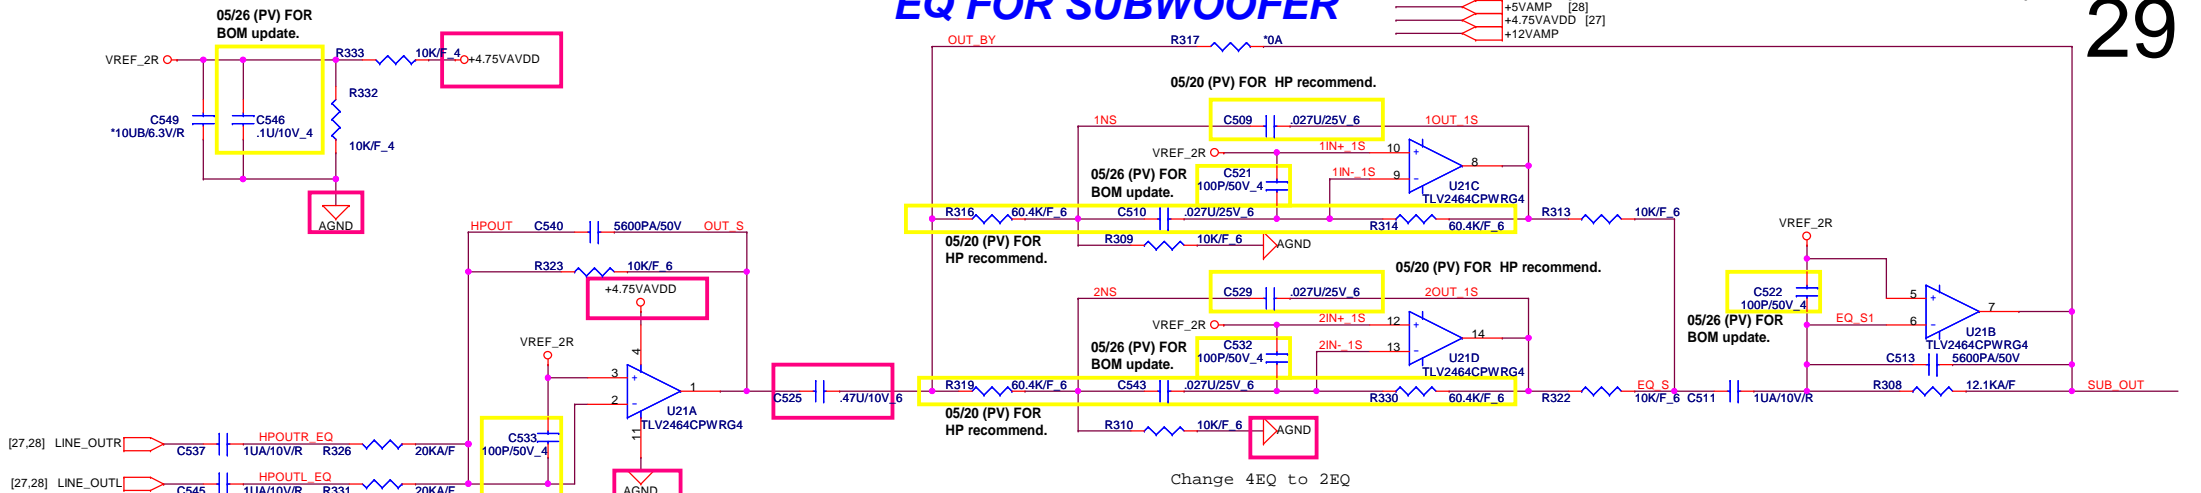 EQ FOR SUBWOOFER
29
+5VAMP [28]
+4.75VAVDD [27]
+12VAMP
05/26 (PV) FOR
BOM update.
VREF_2R
R333
10K/F_4
+4.75VAVDD
R332
10K/F_4
C549
*10UB/6.3V/R
C546
.1U/10V_4
AGND
HPOUT
C540
5600PA/50V
OUT_S
R323
10K/F_6
+4.75VAVDD
VREF_2R
4
3
+
1
2
-
U21A
TLV2464CPWRG4
11
C533
100P/50V_4
AGND
[27,28] LINE_OUTR
C537
HPOUTR_EQ
1UA/10V/R
R326
20KA/F
[27,28] LINE_OUTL
C545
HPOUTL_EQ
1UA/10V/R
R331
20KA/F
C525
.47U/10V_6
OUT_BY
R317
*0A
05/20 (PV) FOR HP recommend.
1NS
C509
.027U/25V_6
1OUT_1S
VREF_2R
1IN+_1S
10
+
8
1IN-_1S
9
-
U21C
TLV2464CPWRG4
05/26 (PV) FOR
BOM update.
C521
100P/50V_4
R316
60.4K/F_6
C510
.027U/25V_6
R314
60.4K/F_6
R313
10K/F_6
05/20 (PV) FOR
HP recommend.
R309
10K/F_6
AGND
05/20 (PV) FOR HP recommend.
2NS
C529
.027U/25V_6
2OUT_1S
VREF_2R
2IN+_1S
12
+
14
2IN-_1S
13
-
U21D
TLV2464CPWRG4
05/26 (PV) FOR
BOM update.
C532
100P/50V_4
R319
60.4K/F_6
C543
.027U/25V_6
R330
60.4K/F_6
R322
10K/F_6
EQ_S
05/20 (PV) FOR
HP recommend.
R310
10K/F_6
AGND
Change 4EQ to 2EQ
VREF_2R
C522
100P/50V_4
05/26 (PV) FOR
BOM update.
EQ_S1
5
+
7
6
-
U21B
TLV2464CPWRG4
C513
5600PA/50V
C511
1UA/10V/R
R308
12.1KA/F
SUB_OUT